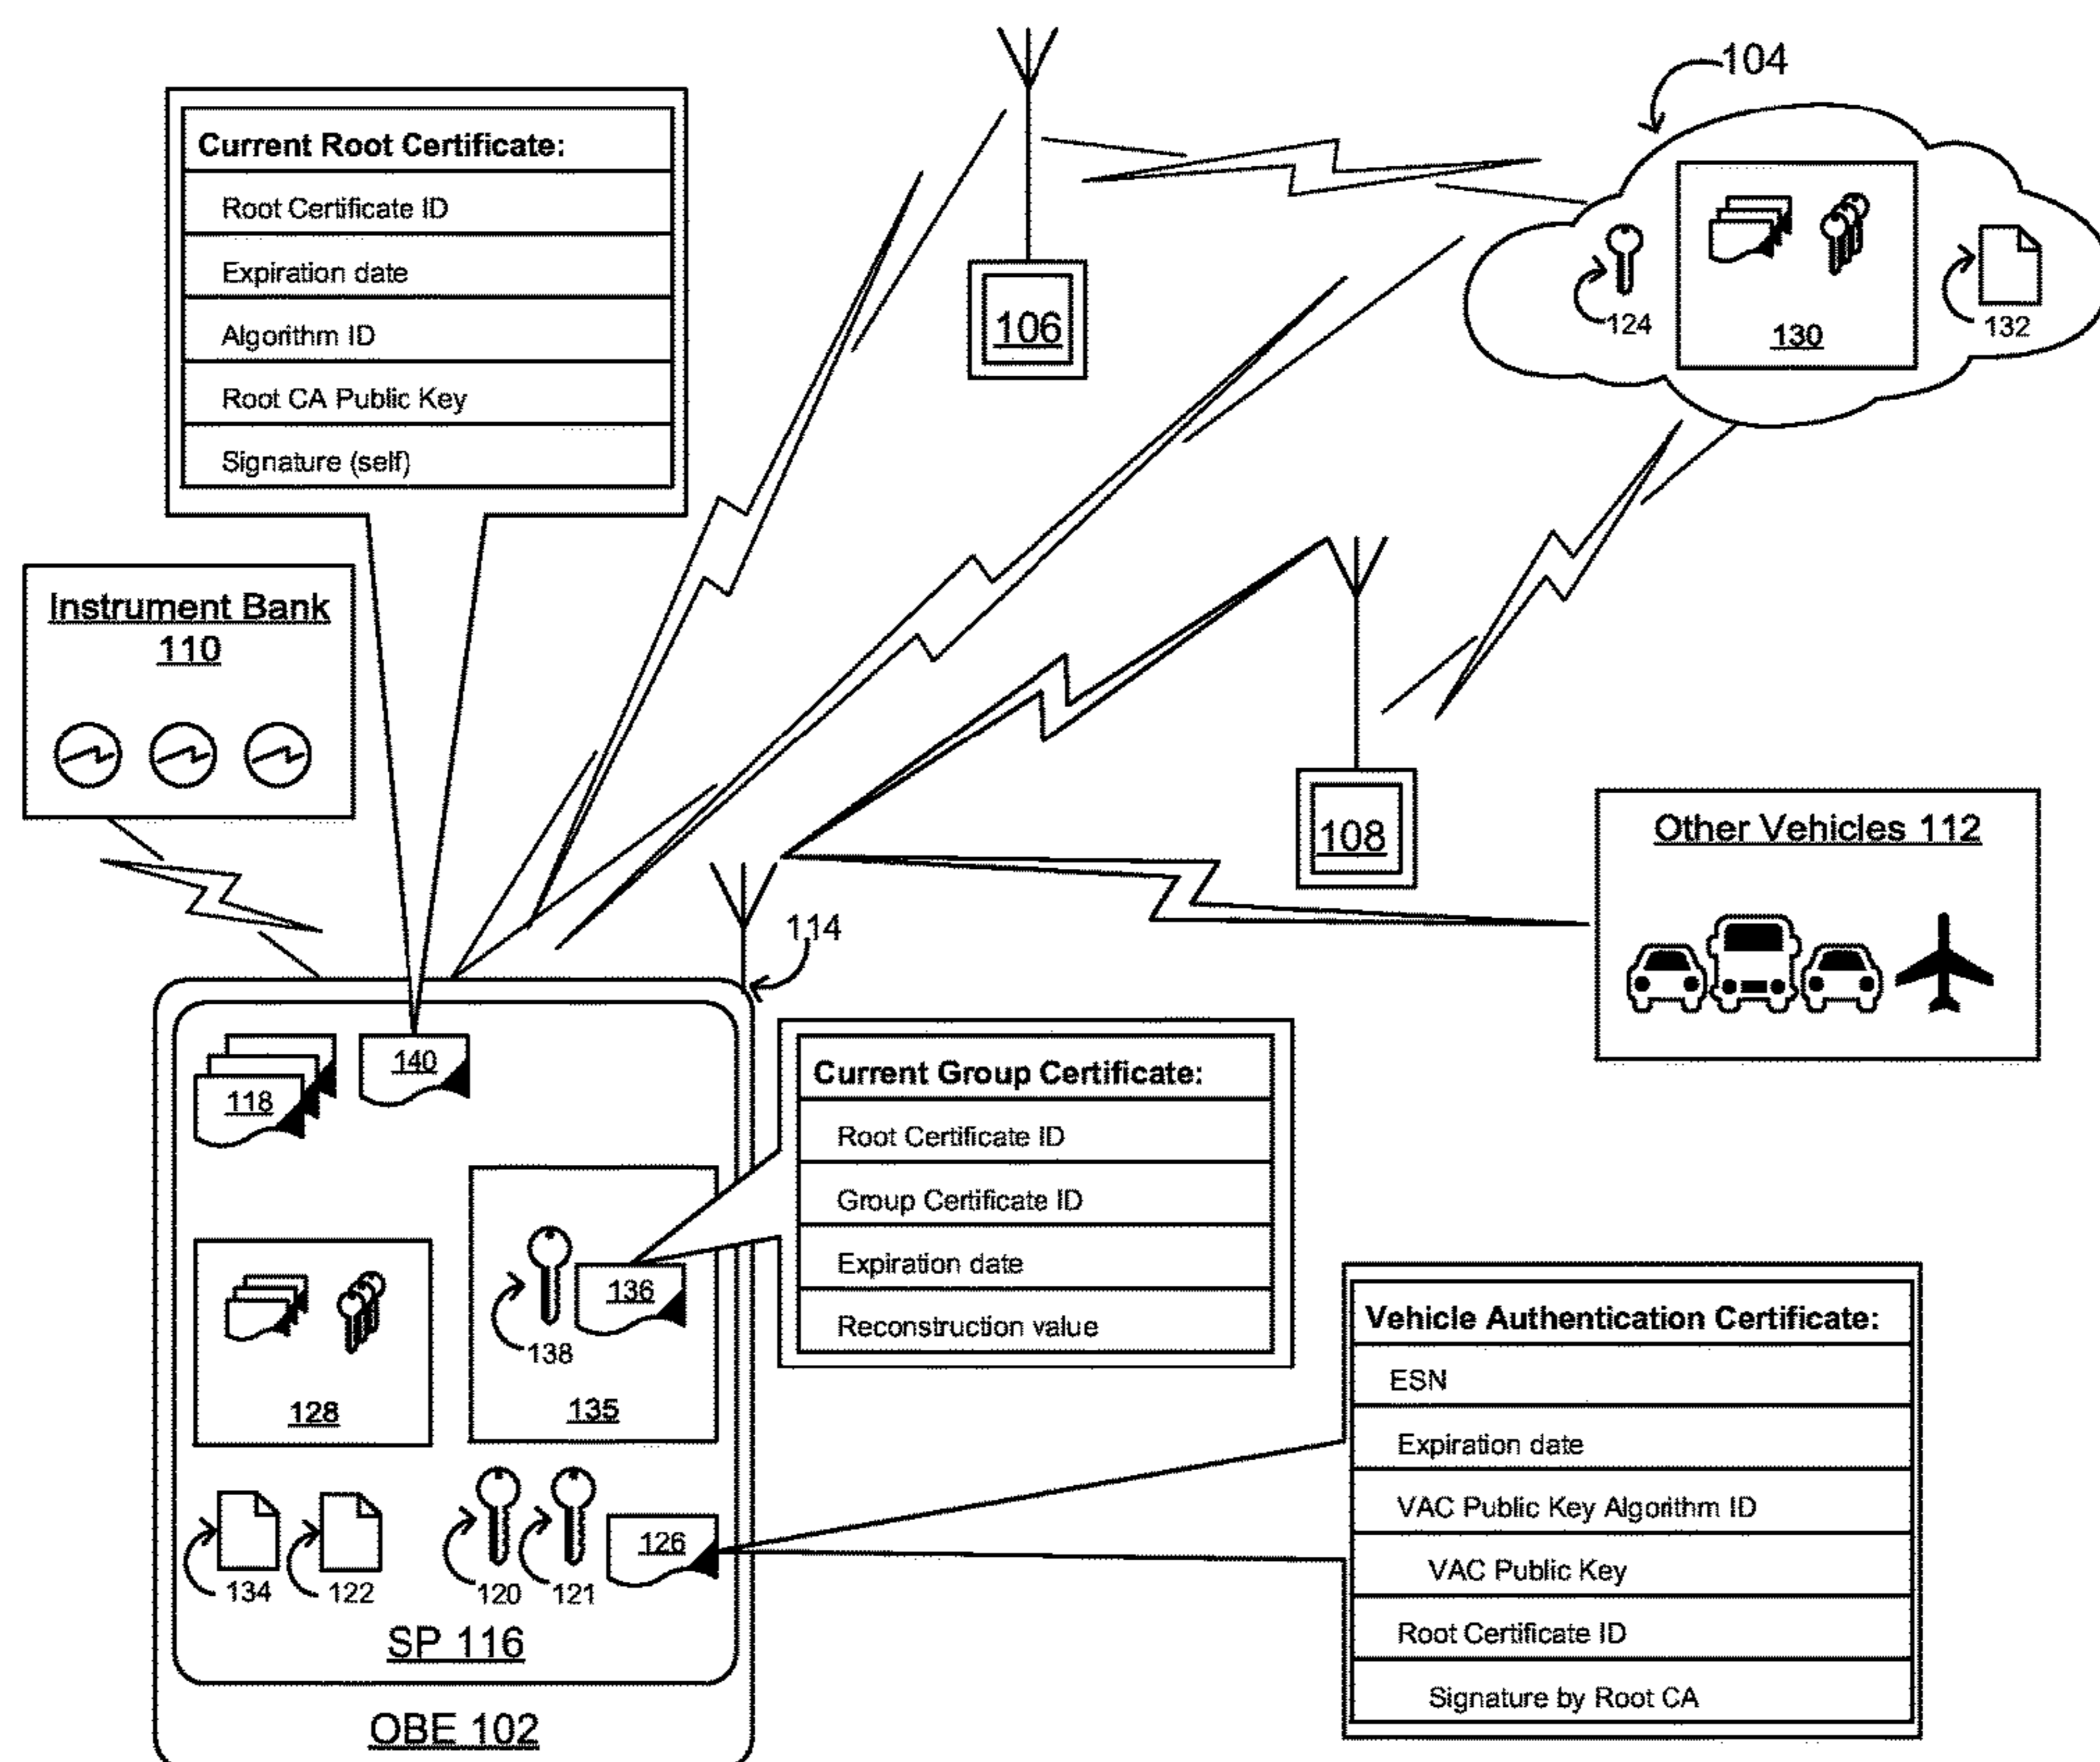 104
Current Root Certificate:
Root Certificate ID
Expiration date
Algorithm ID
Root CA Public Key
Signature (self)
106
124
130
132
Instrument Bank
110
108
Other Vehicles 112
114
140
118
Current Group Certificate:
Root Certificate ID
Group Certificate ID
Expiration date
Reconstruction value
136
138
128
135
Vehicle Authentication Certificate:
ESN
Expiration date
VAC Public Key Algorithm ID
VAC Public Key
Root Certificate ID
Signature by Root CA
126
134
122
120
121
SP 116
OBE 102